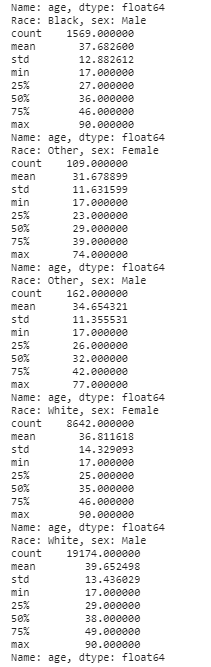 Name: age, dtype: float64
Race: Black, sex: Male
count 1569.000000
mean 37.682600
std 12.882612
min 17.000000
25% 27.000000
50% 36.000000
75% 46.000000
max 90.000000
Name: age, dtype: float64
Race: Other, sex: Female
count 109.000000
mean 31.678899
std 11.631599
min 17.000000
25% 23.000000
50% 29.000000
75% 39.000000
max 74.000000
Name: age, dtype: float64
Race: Other, sex: Male
count 162.000000
mean 34.654321
std 11.355531
min 17.000000
25% 26.000000
50% 32.000000
75% 42.000000
max 77.000000
Name: age, dtype: float64
Race: White, sex: Female
count 8642.000000
mean 36.811618
std 14.329093
min 17.000000
25% 25.000000
50% 35.000000
75% 46.000000
max 90.000000
Name: age, dtype: float64
Race: White, sex: Male
count 19174.000000
mean 39.652498
std 13.436029
min 17.000000
25% 29.000000
50% 38.000000
75% 49.000000
max 90.000000
Name: age, dtype: float64